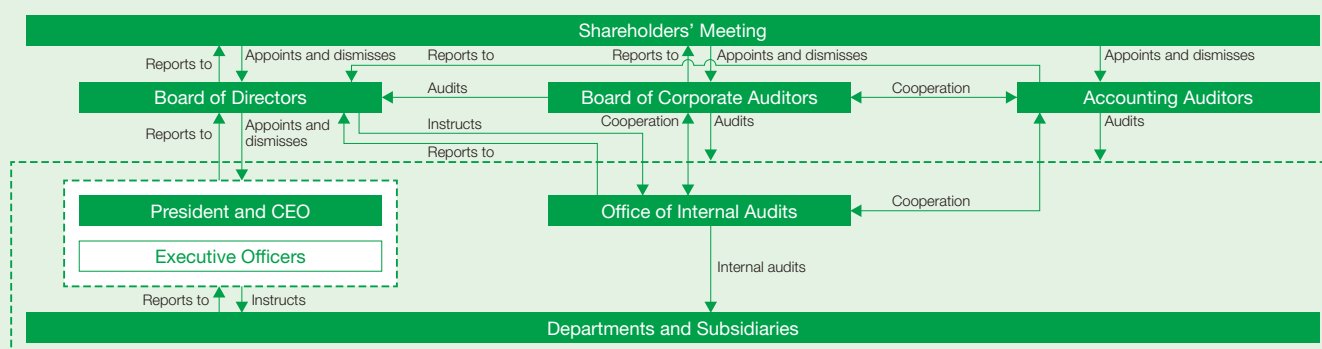 Shareholders' Meeting
Reports to
Appoints and dismisses
Reports to
Reports to
Appoints and dismisses
Appoints and dismisses
Board of Directors
Audits
Board of Corporate Auditors
Cooperation
Accounting Auditors
Reports to
Appoints and
dismisses
Instructs
Reports to
Cooperation
Audits
Audits
President and CEO
Executive Officers
Office of Internal Audits
Cooperation
Internal audits
Reports to
Instructs
Departments and Subsidiaries